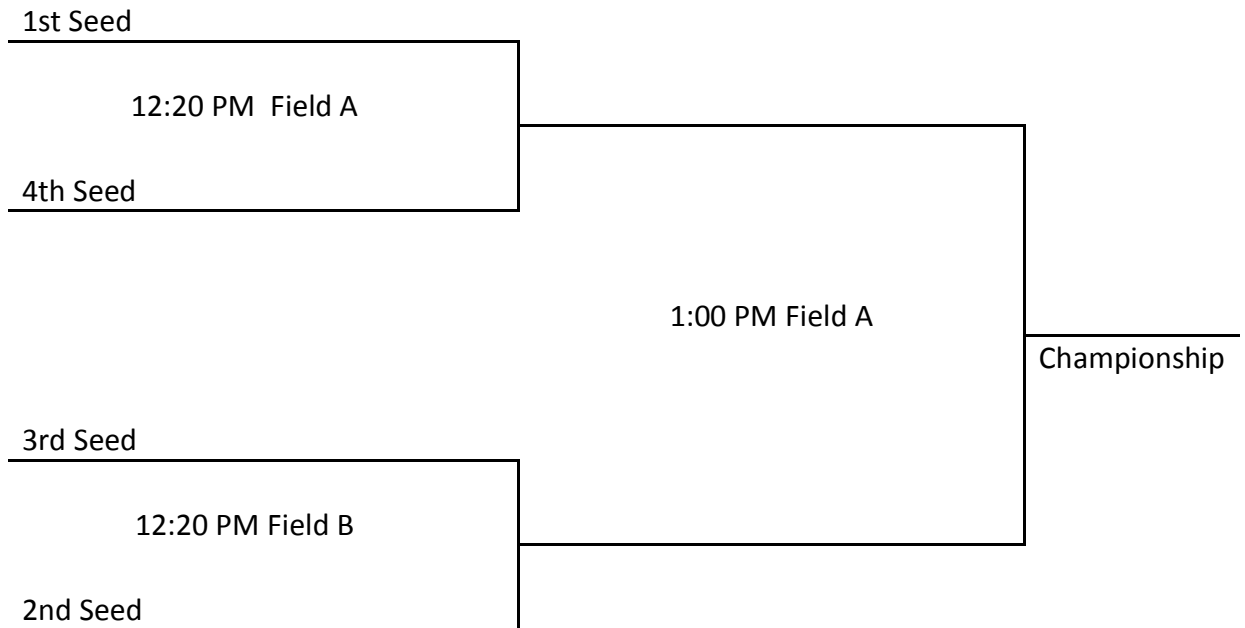 1st Seed
12:20 PM  Field A
4th Seed
1:00 PM Field A
Championship
3rd Seed
12:20 PM Field B
2nd Seed